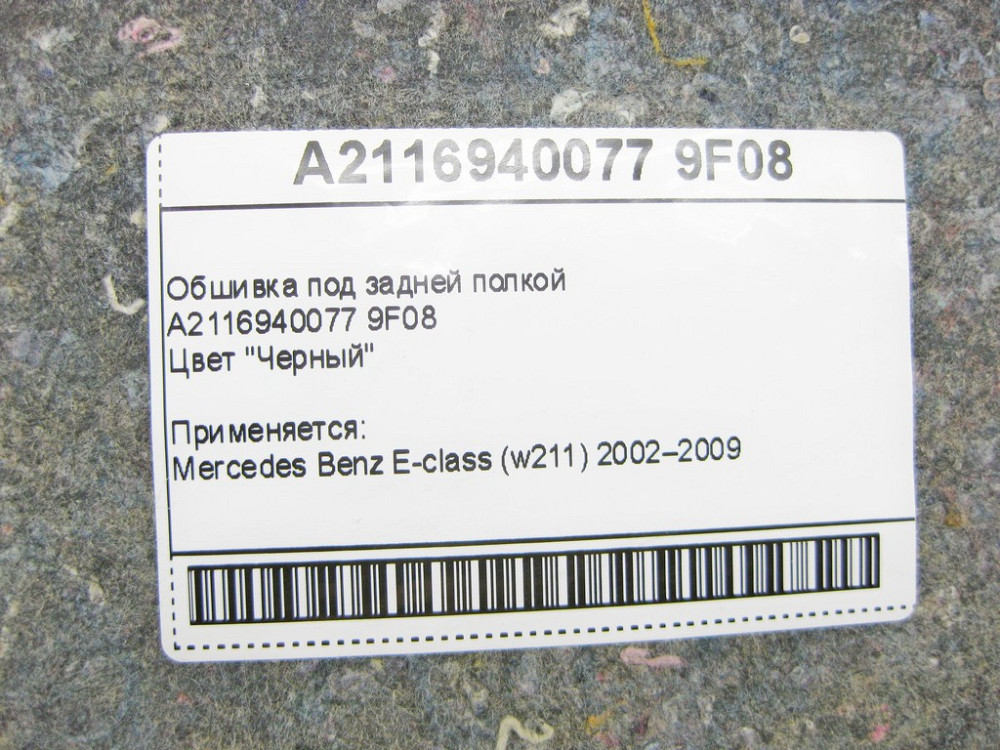 A2116940077 9F08
Обшивка под задней полкой
A2116940077 9F08
Цвет "Черный"
Применяется:
Mercedes Benz E-class (w211) 2002–2009